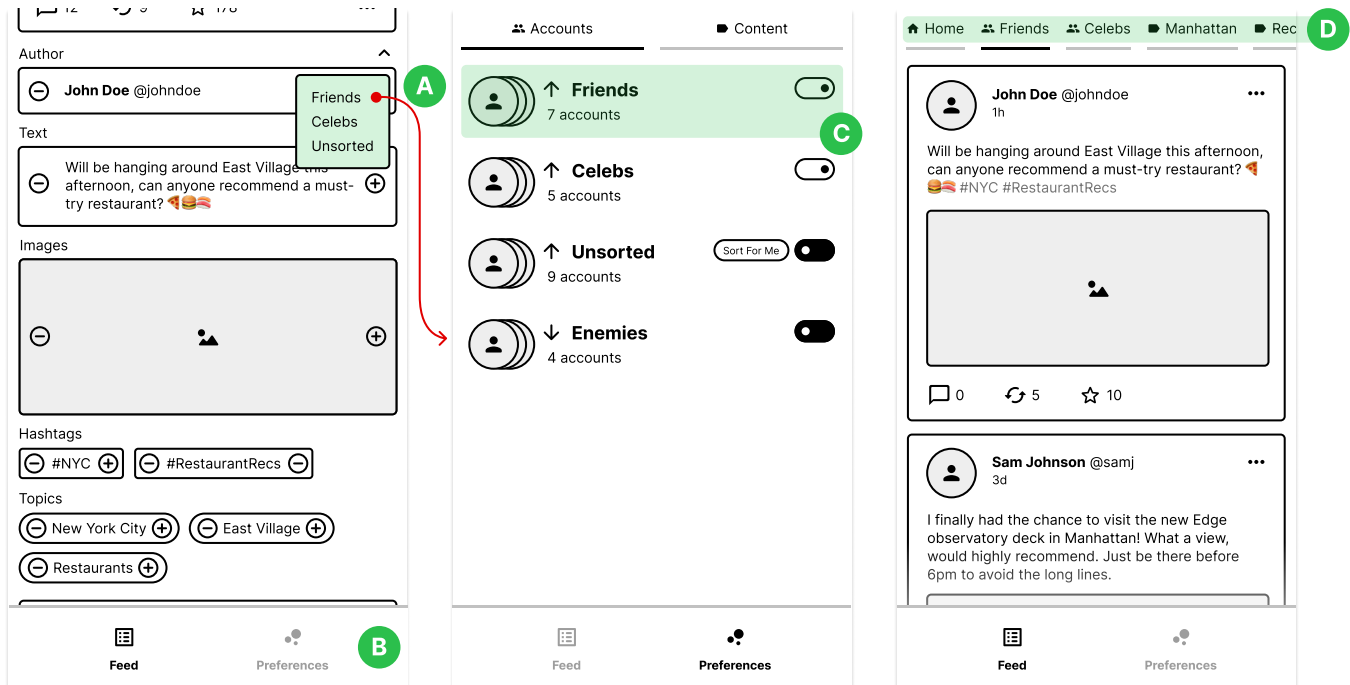 12 9 178
Author
John Doe @johndoe
Friends
Celebs
Unsorted
A
Text
Will be hanging around East Village this
afternoon, can anyone recommend a must-
try restaurant? 🍕🍔🥓
Images
Hashtags
#NYC
#RestaurantRecs
Topics
New York City
East Village
Restaurants
Feed
Preferences
B
Accounts
Content
Friends
7 accounts
C
Celebs
5 accounts
Unsorted
9 accounts
Sort For Me
Enemies
4 accounts
Feed
Preferences
Home
Friends
Celebs
Manhattan
Rec
D
John Doe @johndoe
1h
Will be hanging around East Village this afternoon,
can anyone recommend a must-try restaurant? 🍕
🍔🥓 #NYC #RestaurantRecs
0
5
10
Sam Johnson @samj
3d
I finally had the chance to visit the new Edge
observatory deck in Manhattan! What a view,
would highly recommend. Just be there before
6pm to avoid the long lines.
Feed
Preferences